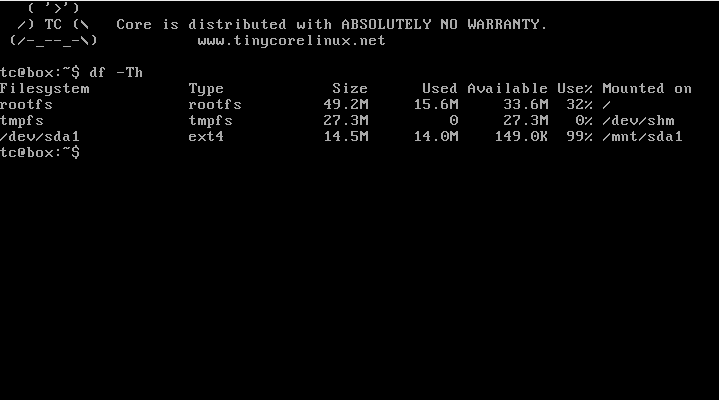 ( '>')
/) TC (\   Core is distributed with ABSOLUTELY NO WARRANTY.
(/-_--_-\)           www.tinycorelinux.net
tc@box:~$ df -Th
Filesystem           Type            Size      Used Available Use% Mounted on
rootfs               rootfs         49.2M     15.6M     33.6M  32% /
tmpfs                tmpfs          27.3M         0     27.3M   0% /dev/shm
/dev/sda1            ext4           14.5M     14.0M    149.0K  99% /mnt/sda1
tc@box:~$